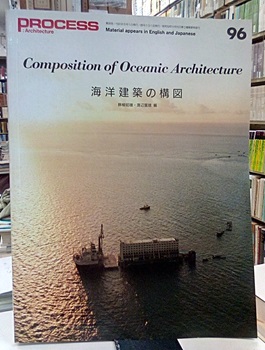 PROCESS
: Architecture
Material appears in English and Japanese
96
Composition of Oceanic Architecture
海洋建築の構図